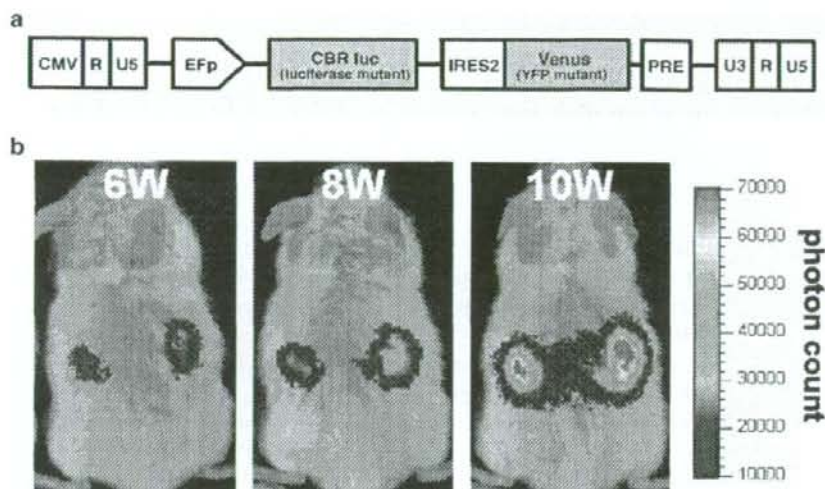 a
CMV R U5 EFp CBR luc (luciferase mutant) IRES2 Venus (YFP mutant) PRE U3 R U5
b
6W 8W 10W
70000
60000
50000
40000
30000
20000
10000
photon count